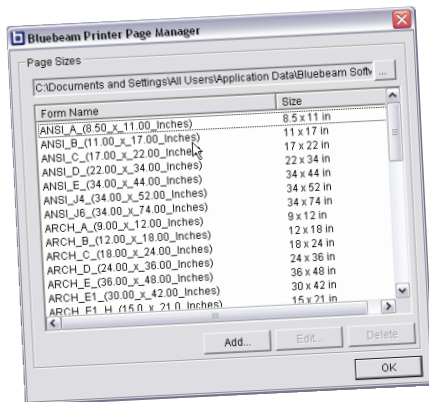 Bluebeam Printer Page Manager
Page Sizes
C:\Documents and Settings\All Users\Application Data\Bluebeam Softw ...
Form Name Size
ANSI_A_(8.50_x_11.00_Inches) 8.5 x 11 in
ANSI_B_(11.00_x_17.00_Inches) 11 x 17 in
ANSI_C_(17.00_x_22.00_Inches) 17 x 22 in
ANSI_D_(22.00_x_34.00_Inches) 22 x 34 in
ANSI_E_(34.00_x_44.00_Inches) 34 x 44 in
ANSI_J4_(34.00_x_52.00_Inches) 34 x 52 in
ANSI_J6_(34.00_x_74.00_Inches) 34 x 74 in
ARCH_A_(9.00_x_12.00_Inches) 9 x 12 in
ARCH_B_(12.00_x_18.00_Inches) 12 x 18 in
ARCH_C_(18.00_x_24.00_Inches) 18 x 24 in
ARCH_D_(24.00_x_36.00_Inches) 24 x 36 in
ARCH_E_(36.00_x_48.00_Inches) 36 x 48 in
ARCH_E1_(30.00_x_42.00_Inches) 30 x 42 in
ARCH_E1_H_(15.0_x_21.0_Inches) 15 x 21 in
Add... Edit... Delete
OK